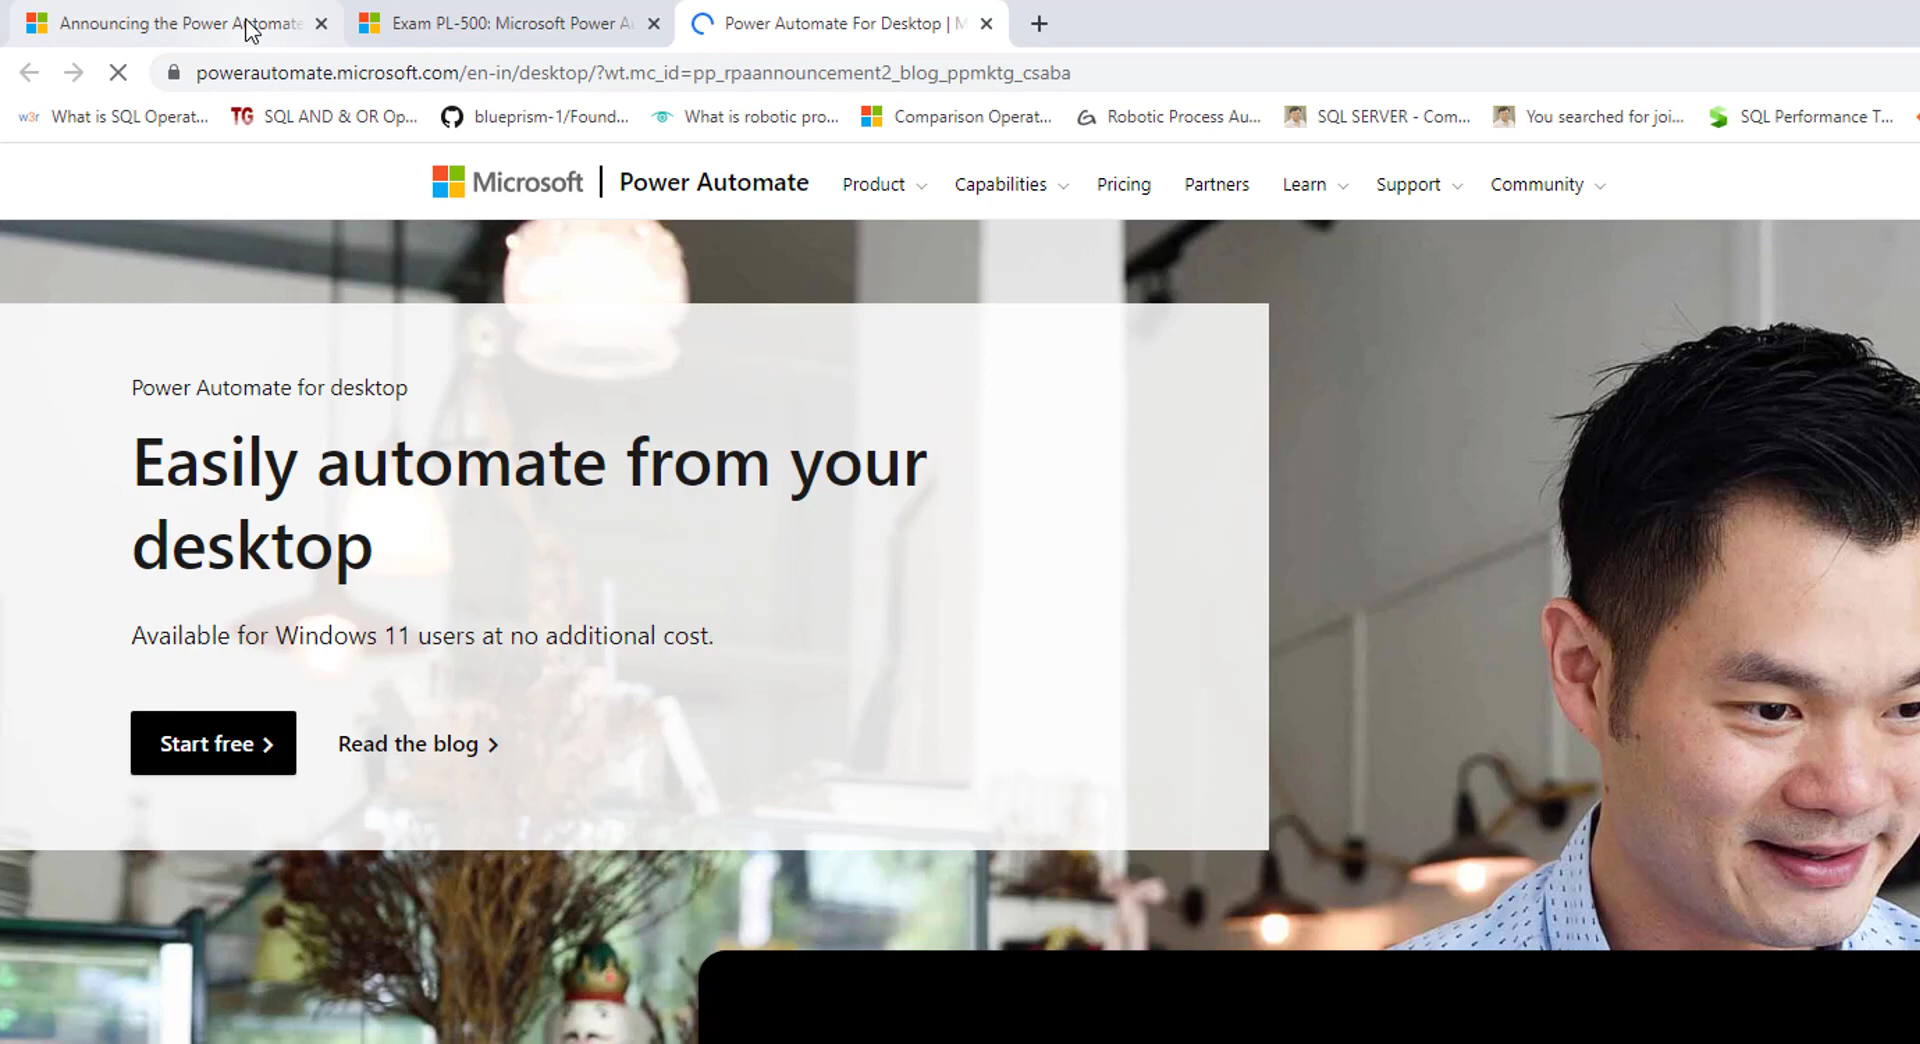 Announcing the Power Automate
Exam PL-500: Microsoft Power Au
Power Automate For Desktop | M
powerautomate.microsoft.com/en-in/desktop/?wt.mc_id=pp_rpaannouncement2_blog_ppmktg_csaba
w3r What is SQL Operat...
TG SQL AND & OR Op...
blueprism-1/Found...
What is robotic pro...
Comparison Operat...
Robotic Process Au...
SQL SERVER - Com...
You searched for joi...
SQL Performance T...
Microsoft | Power Automate
Product
Capabilities
Pricing
Partners
Learn
Support
Community
Power Automate for desktop
Easily automate from your
desktop
Available for Windows 11 users at no additional cost.
Start free
Read the blog